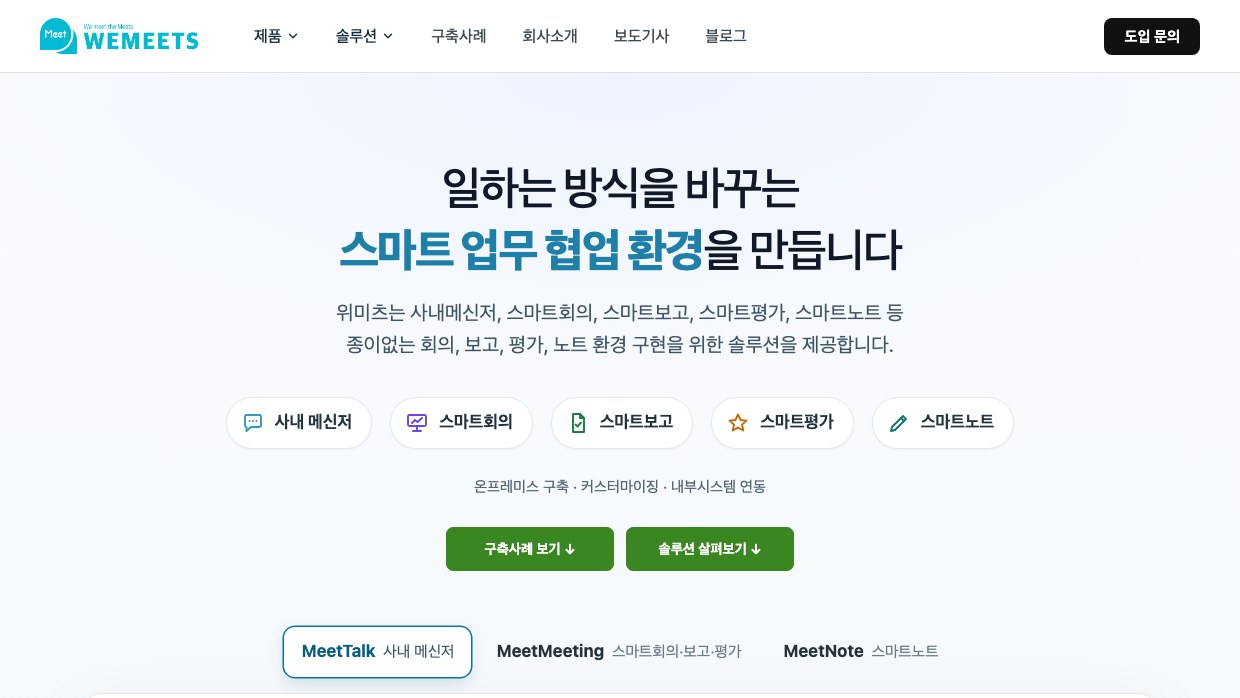 We meet the Meets
Meet
WEMEETS
제품
솔루션
구축사례
회사소개
보도기사
블로그
도입 문의
일하는 방식을 바꾸는
스마트 업무 협업 환경을 만듭니다
위미츠는 사내메신저, 스마트회의, 스마트보고, 스마트평가, 스마트노트 등
종이없는 회의, 보고, 평가, 노트 환경 구현을 위한 솔루션을 제공합니다.
사내 메신저
스마트회의
스마트보고
스마트평가
스마트노트
온프레미스 구축 · 커스터마이징 · 내부시스템 연동
구축사례 보기 ↓
솔루션 살펴보기 ↓
MeetTalk 사내 메신저
MeetMeeting 스마트회의·보고·평가
MeetNote 스마트노트